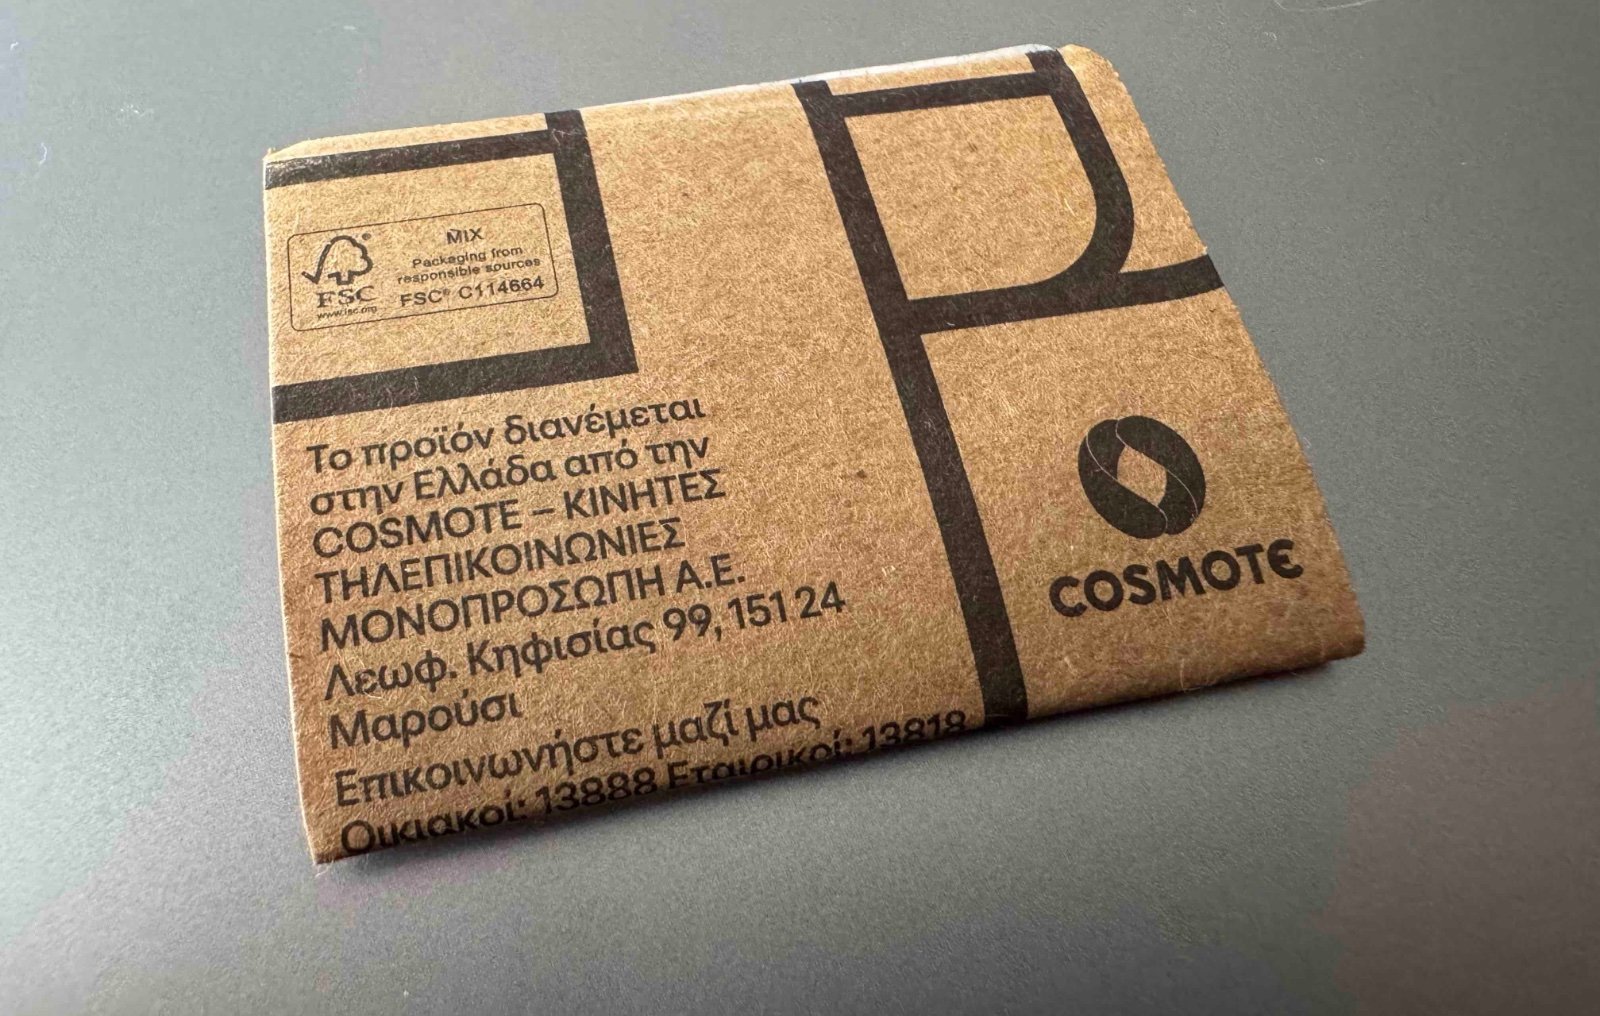 MIX
Packaging from
responsible sources
FSC® C114664
FSC®
www.fsc.org
Το προϊόν διανέμεται
στην Ελλάδα από την
COSMOTE – ΚΙΝΗΤΕΣ
ΤΗΛΕΠΙΚΟΙΝΩΝΙΕΣ
ΜΟΝΟΠΡΟΣΩΠΗ Α.Ε.
Λεωφ. Κηφισίας 99, 151 24
Μαρούσι
Επικοινωνήστε μαζί μας
Οικιακοί: 13888 Εταιρικοί: 13818
COSMOTE